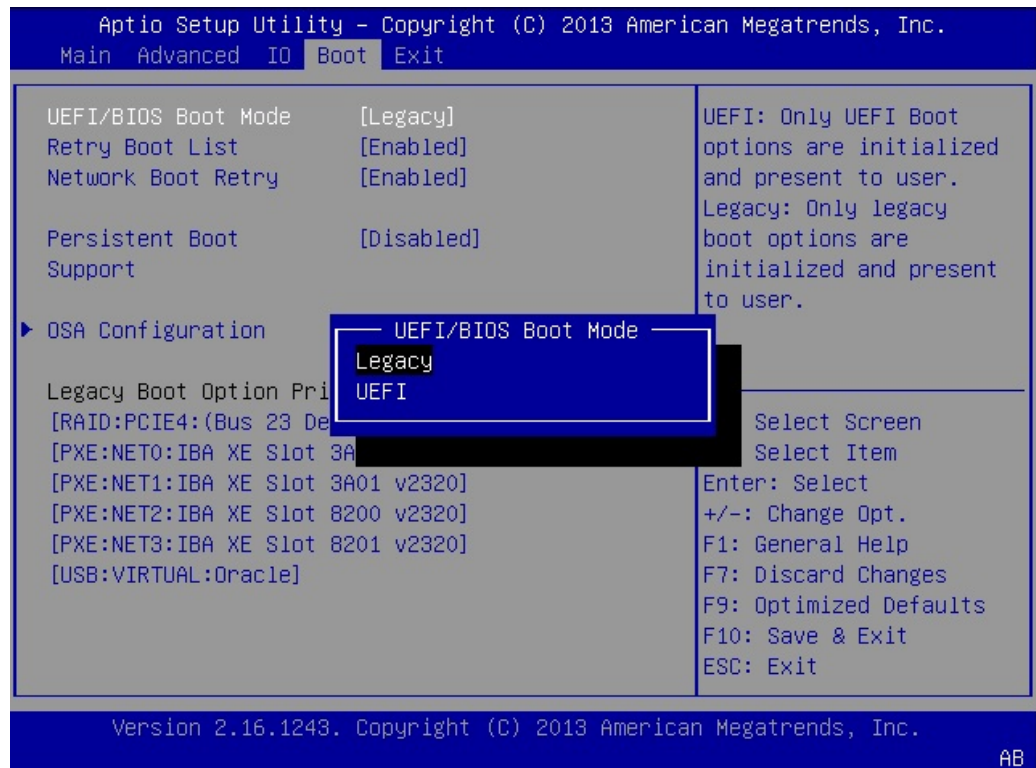 Aptio Setup Utility – Copyright (C) 2013 American Megatrends, Inc.
Main Advanced IO Boot Exit
UEFI/BIOS Boot Mode [Legacy]
Retry Boot List [Enabled]
Network Boot Retry [Enabled]
Persistent Boot [Disabled]
Support
OSA Configuration
Legacy Boot Option Pri
[RAID:PCIE4:(Bus 23 De
[PXE:NET0:IBA XE Slot 3A
[PXE:NET1:IBA XE Slot 3A01 v2320]
[PXE:NET2:IBA XE Slot 8200 v2320]
[PXE:NET3:IBA XE Slot 8201 v2320]
[USB:VIRTUAL:Oracle]
UEFI/BIOS Boot Mode
Legacy
UEFI
UEFI: Only UEFI Boot
options are initialized
and present to user.
Legacy: Only legacy
boot options are
initialized and present
to user.
Select Screen
Select Item
Enter: Select
+/-: Change Opt.
F1: General Help
F7: Discard Changes
F9: Optimized Defaults
F10: Save & Exit
ESC: Exit
Version 2.16.1243. Copyright (C) 2013 American Megatrends, Inc.
AB